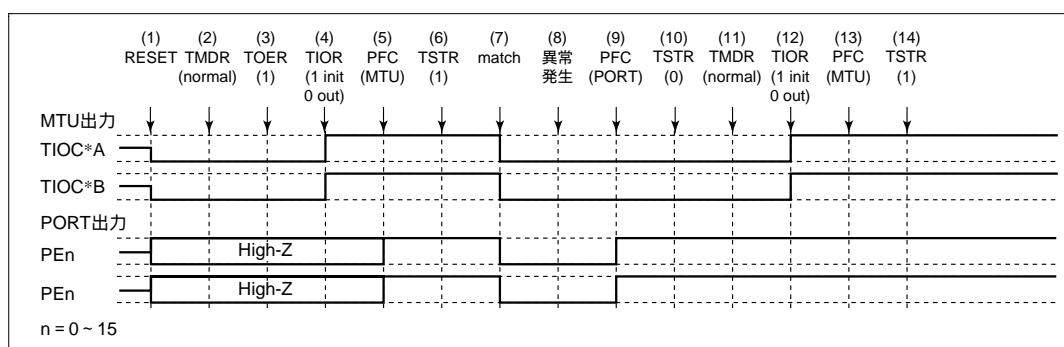 (1) (2) (3) (4) (5) (6) (7) (8) (9) (10) (11) (12) (13) (14)
RESET TMDR TOER TIOR PFC TSTR match 異常 PFC TSTR TMDR TIOR PFC TSTR
(normal) (1) (1 init (MTU) (1) 発生 (PORT) (0) (normal) (1 init (MTU) (1)
0 out) 0 out)
MTU出力
TIOC*A
TIOC*B
PORT出力
PEn High-Z
PEn High-Z
n = 0 ~ 15